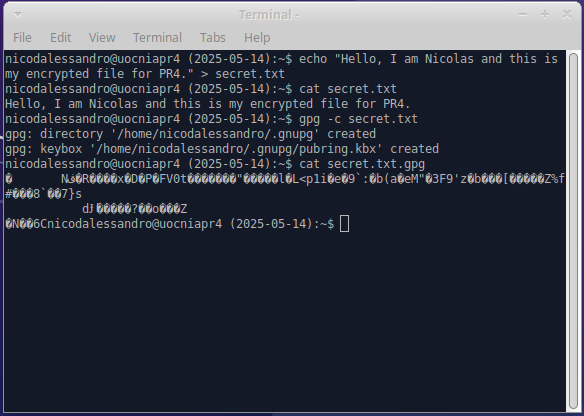 Terminal -
File Edit View Terminal Tabs Help
nicodalessandro@uocniapr4 (2025-05-14):~$ echo "Hello, I am Nicolas and this is
my encrypted file for PR4." > secret.txt
nicodalessandro@uocniapr4 (2025-05-14):~$ cat secret.txt
Hello, I am Nicolas and this is my encrypted file for PR4.
nicodalessandro@uocniapr4 (2025-05-14):~$ gpg -c secret.txt
gpg: directory '/home/nicodalessandro/.gnupg' created
gpg: keybox '/home/nicodalessandro/.gnupg/pubring.kbx' created
nicodalessandro@uocniapr4 (2025-05-14):~$ cat secret.txt.gpg
�R����x�D�P�FV0t�������"�����l�L<p1i�e�9`:�b(a�eM"�3F9'z�b���[�����Z%f
#���8`��7}s
�����?��o���Z
�N��6Cnicodalessandro@uocniapr4 (2025-05-14):~$